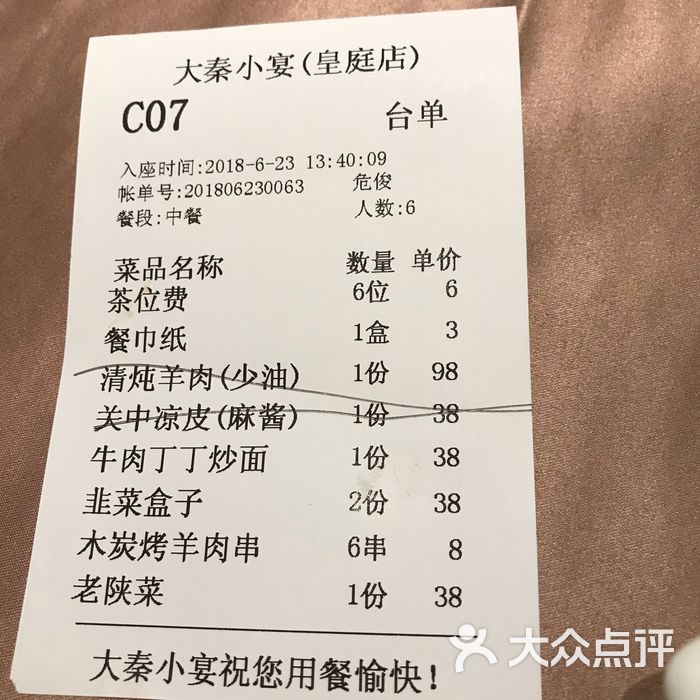 大秦小宴(皇庭店)
C07 台单
入座时间:2018-6-23 13:40:09
帐单号:201806230063 危俊
餐段:中餐 人数:6
菜品名称 数量 单价
茶位费 6位 6
餐巾纸 1盒 3
清炖羊肉(少油) 1份 98
关中凉皮(麻酱) 1份 38
牛肉丁丁炒面 1份 38
韭菜盒子 2份 38
木炭烤羊肉串 6串 8
老陕菜 1份 38
大秦小宴祝您用餐愉快!
大众点评